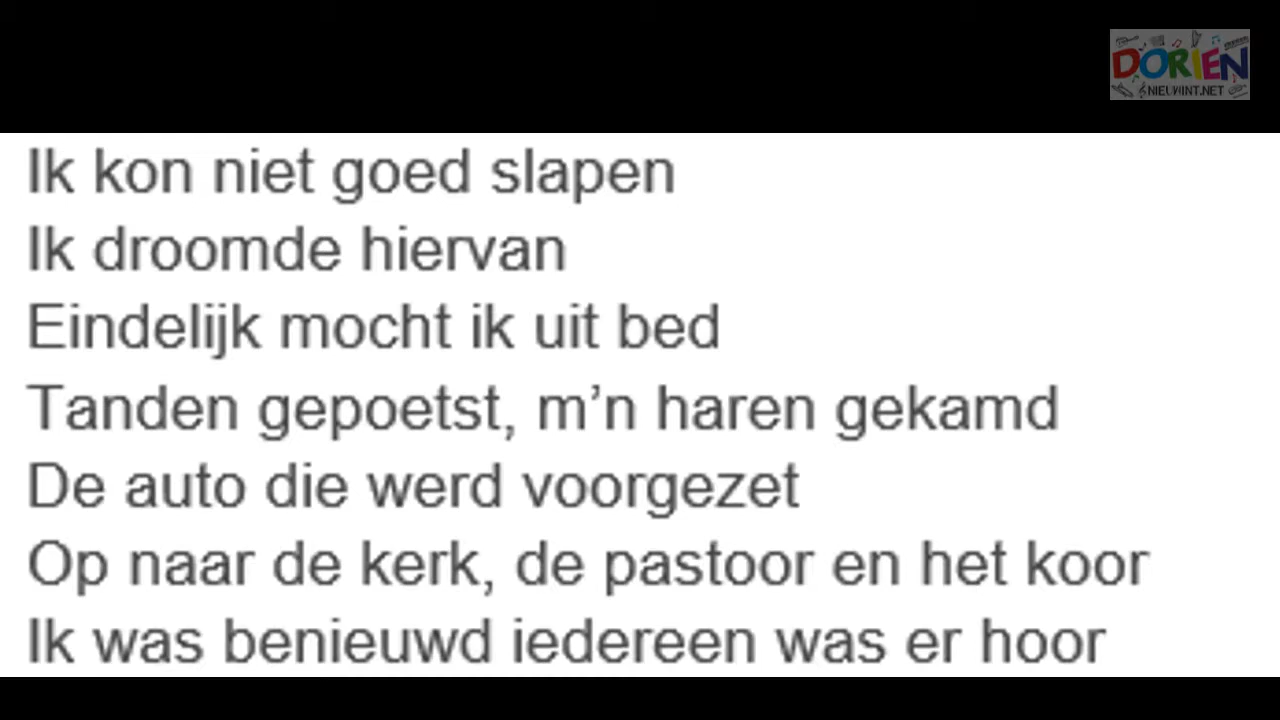 DORIEN
NIEUWINT.NET
Ik kon niet goed slapen
Ik droomde hiervan
Eindelijk mocht ik uit bed
Tanden gepoetst, m’n haren gekamd
De auto die werd voorgezet
Op naar de kerk, de pastoor en het koor
Ik was benieuwd iedereen was er hoor